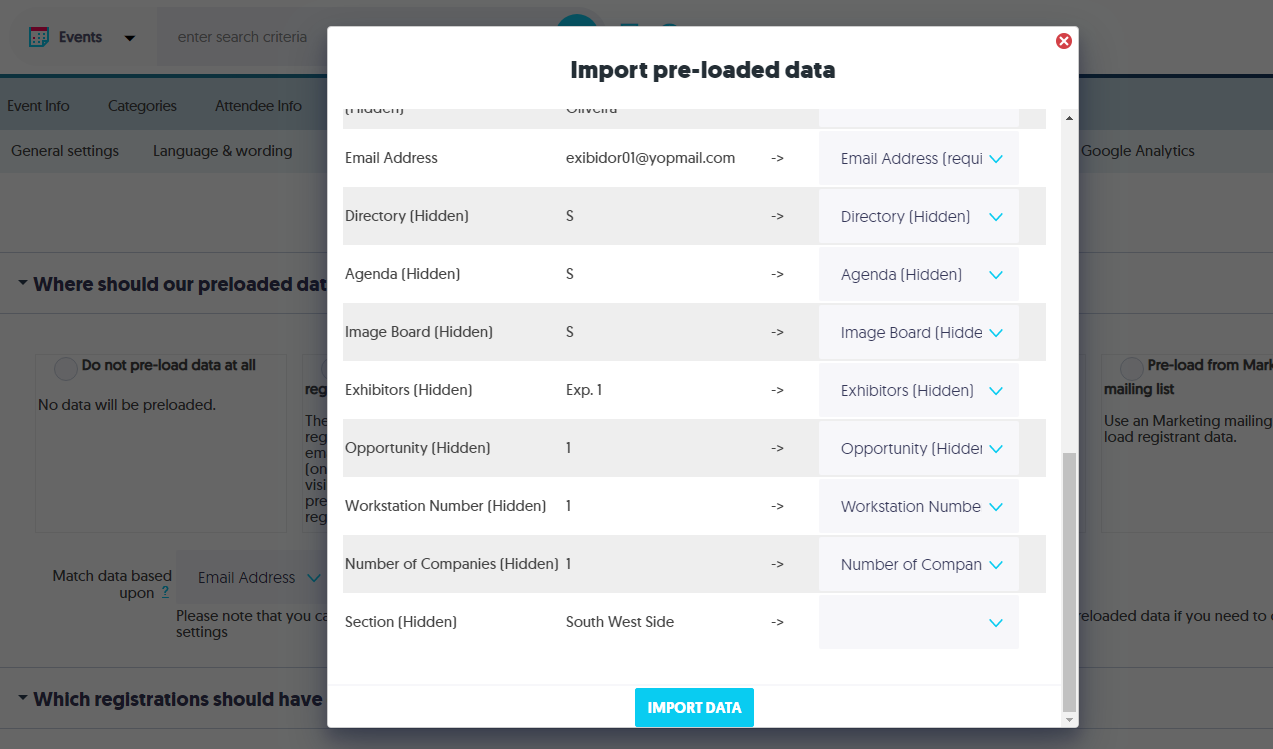 Events
enter search criteria
Import pre-loaded data
Event Info Categories Attendee Info
General settings Language & wording Google Analytics
(Hidden) Oliveira
Email Address exibidor01@yopmail.com -> Email Address (requi
Directory (Hidden) S -> Directory (Hidden)
Agenda (Hidden) S -> Agenda (Hidden)
Image Board (Hidden) S -> Image Board (Hidde
Exhibitors (Hidden) Exp. 1 -> Exhibitors (Hidden)
Opportunity (Hidden) 1 -> Opportunity (Hidden
Workstation Number (Hidden) 1 -> Workstation Numbe
Number of Companies (Hidden) 1 -> Number of Compan
Section (Hidden) South West Side ->
IMPORT DATA
Where should our preloaded dat
Do not pre-load data at all
No data will be preloaded.
reg
The
reg
em
(on
visi
pre
reg
Pre-load from Mark
mailing list
Use an Marketing mailing
load registrant data.
Match data based
upon ?
Email Address
Please note that you ca
settings
reloaded data if you need to
Which registrations should have